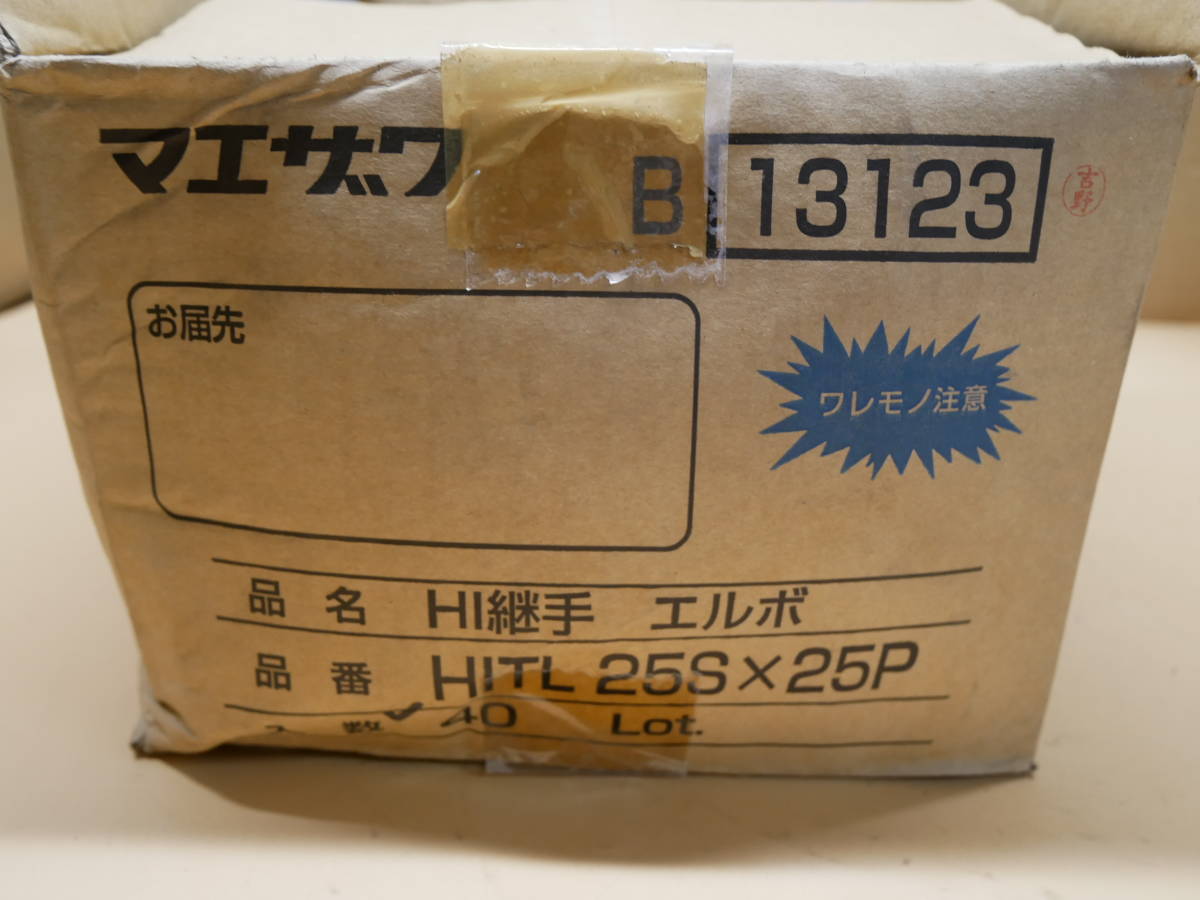 マエザワ
B 13123
吉野
お届先
ワレモノ注意
品 名 HI継手 エルボ
品 番 HITL 25S×25P
数 40 Lot.